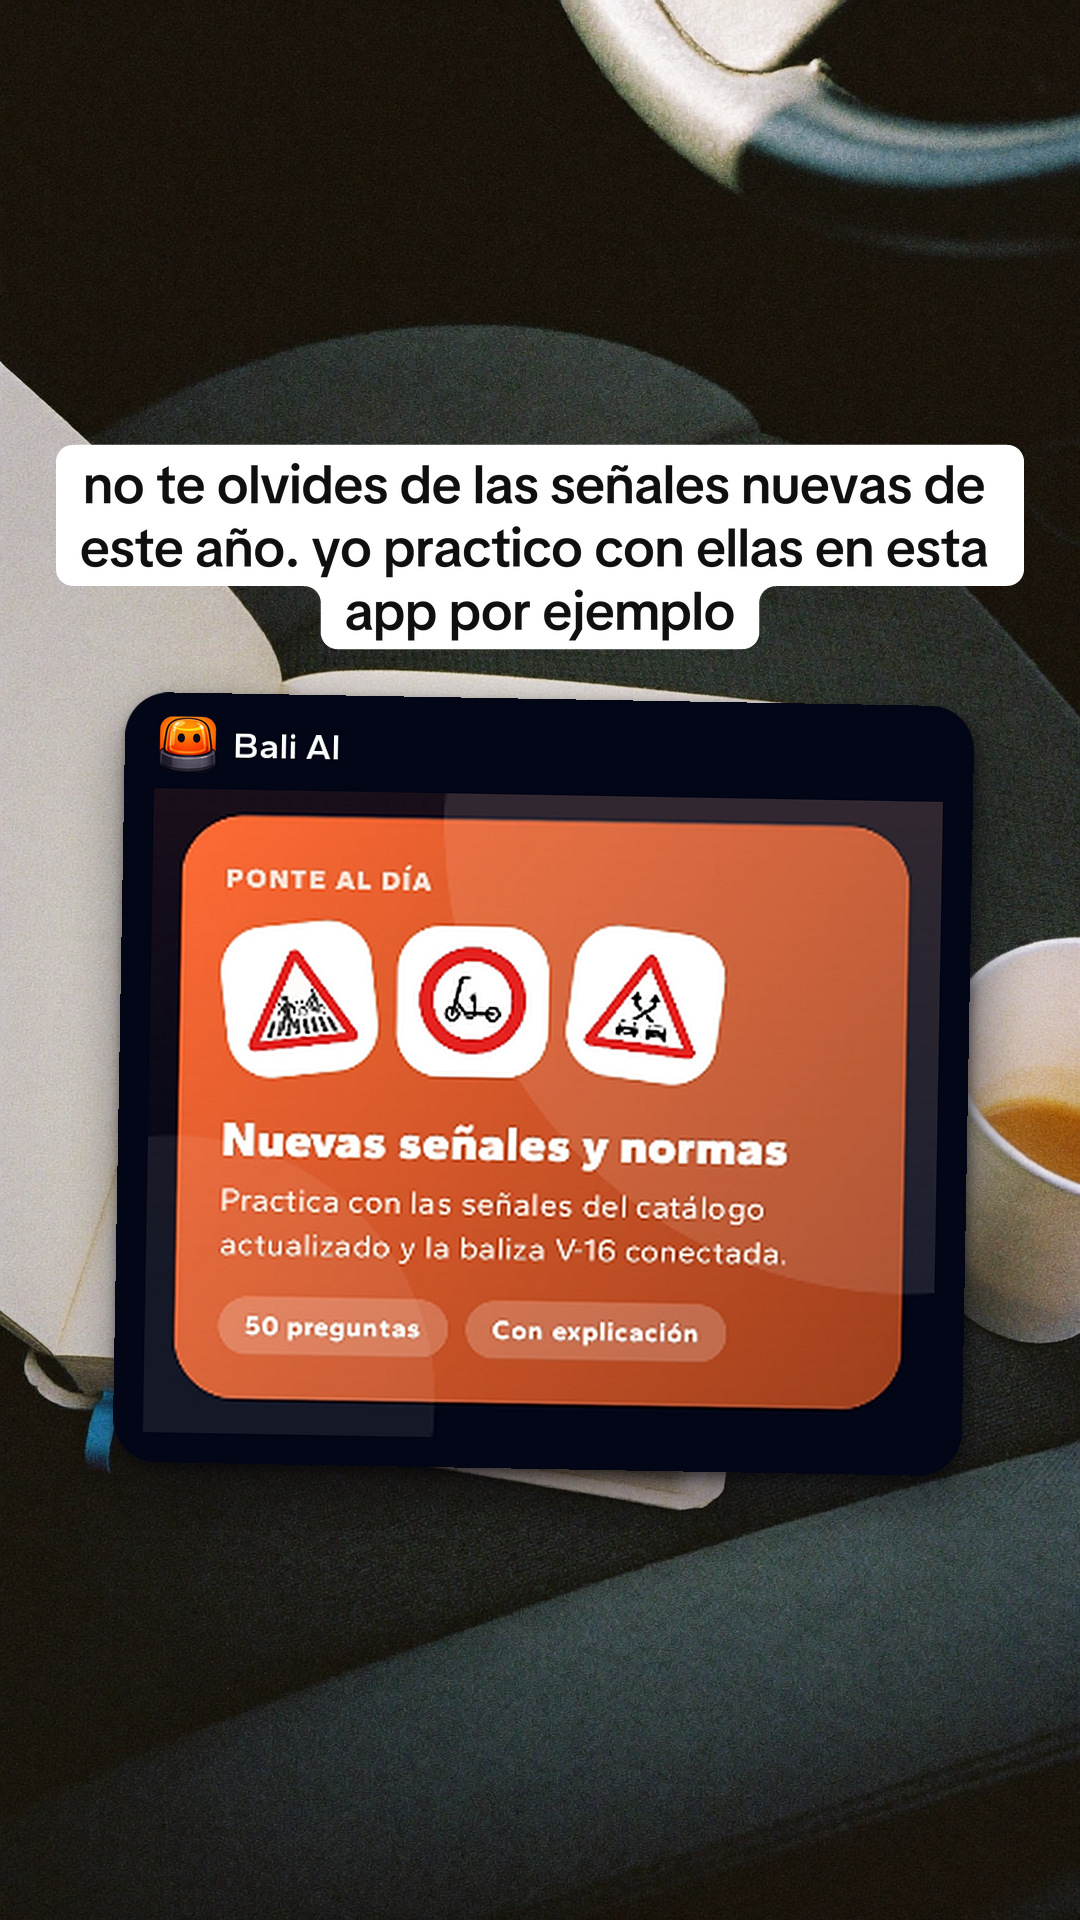 no te olvides de las señales nuevas de
este año. yo practico con ellas en esta
app por ejemplo
Bali AI
PONTE AL DÍA
Nuevas señales y normas
Practica con las señales del catálogo
actualizado y la baliza V-16 conectada.
50 preguntas
Con explicación